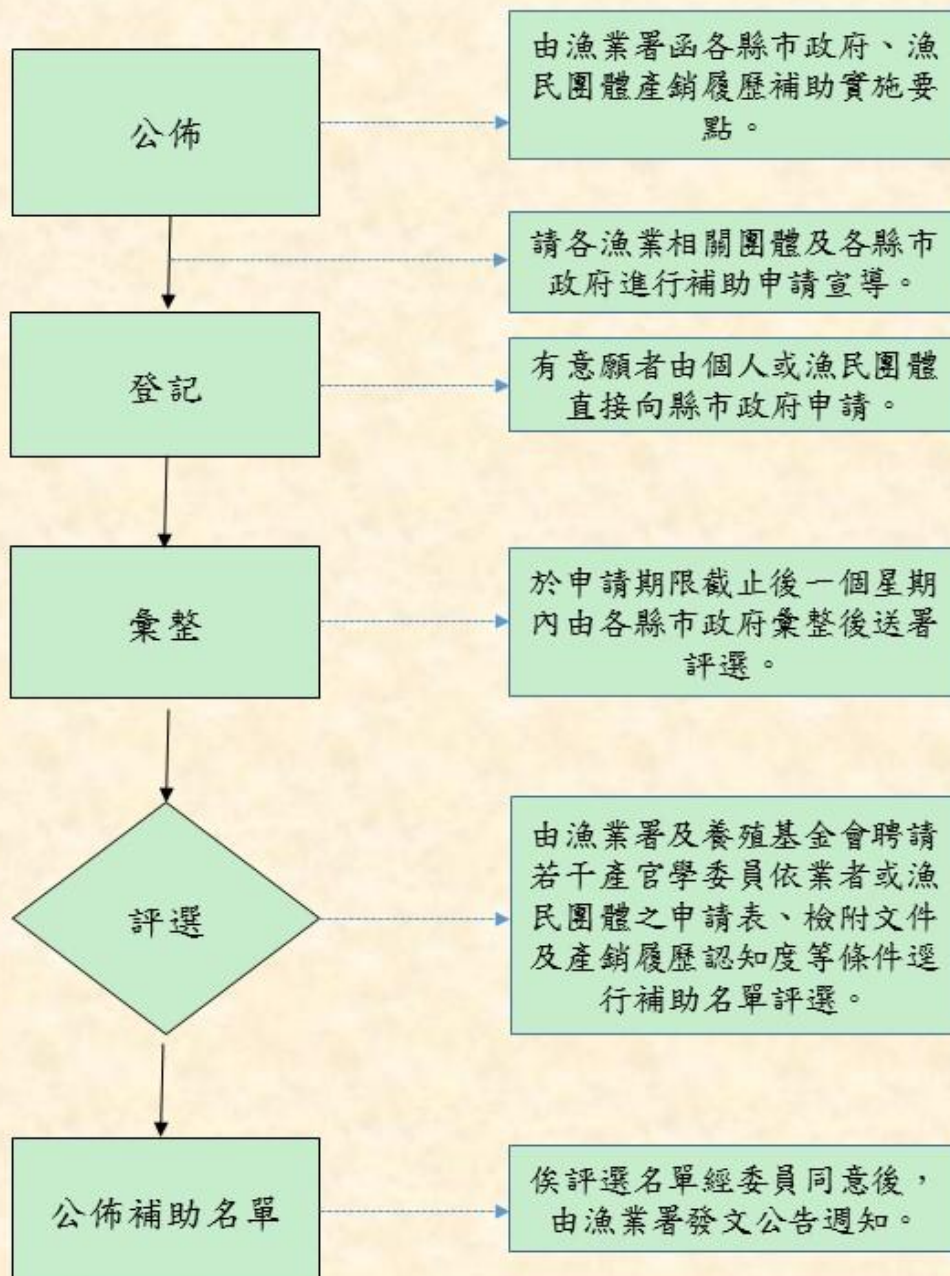 公佈
由漁業署函各縣市政府、漁
民團體產銷履歷補助實施要
點。
請各漁業相關團體及各縣市
政府進行補助申請宣導。
登記
有意願者由個人或漁民團體
直接向縣市政府申請。
彙整
於申請期限截止後一個星期
內由各縣市政府彙整後送署
評選。
評選
由漁業署及養殖基金會聘請
若干產官學委員依業者或漁
民團體之申請表、檢附文件
及產銷履歷認知度等條件逕
行補助名單評選。
公佈補助名單
俟評選名單經委員同意後，
由漁業署發文公告週知。